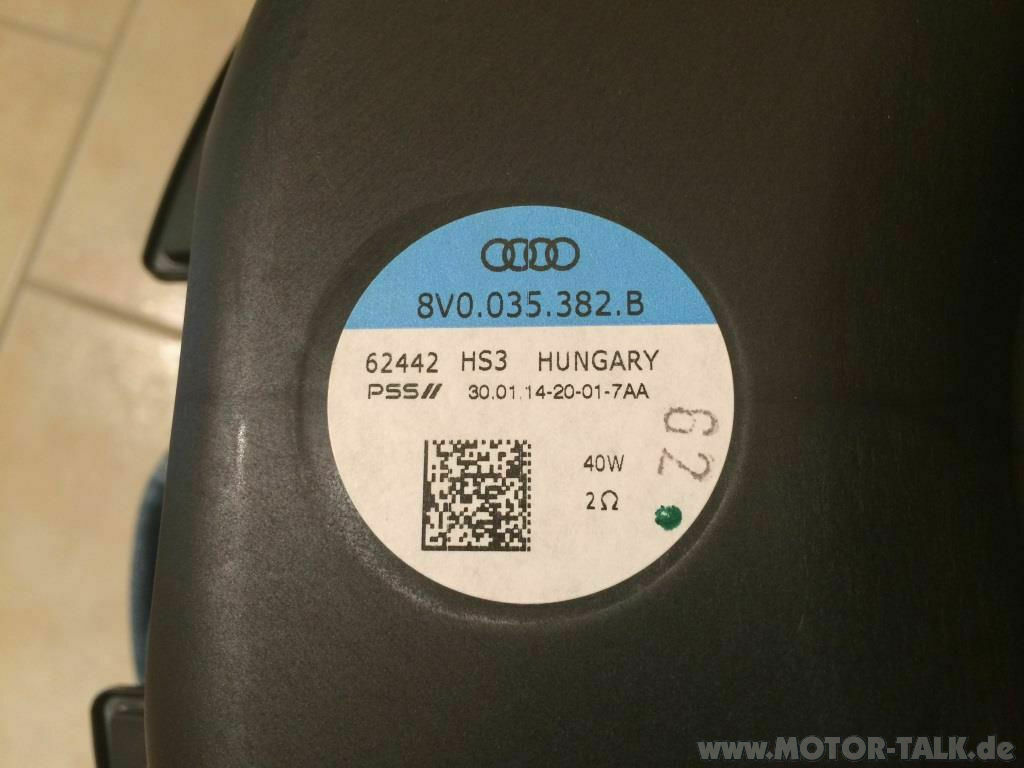 8V0.035.382.B
62442 HS3 HUNGARY
PSS// 30.01.14-20-01-7AA
62
40W
2Ω
www.MOTOR-TALK.de